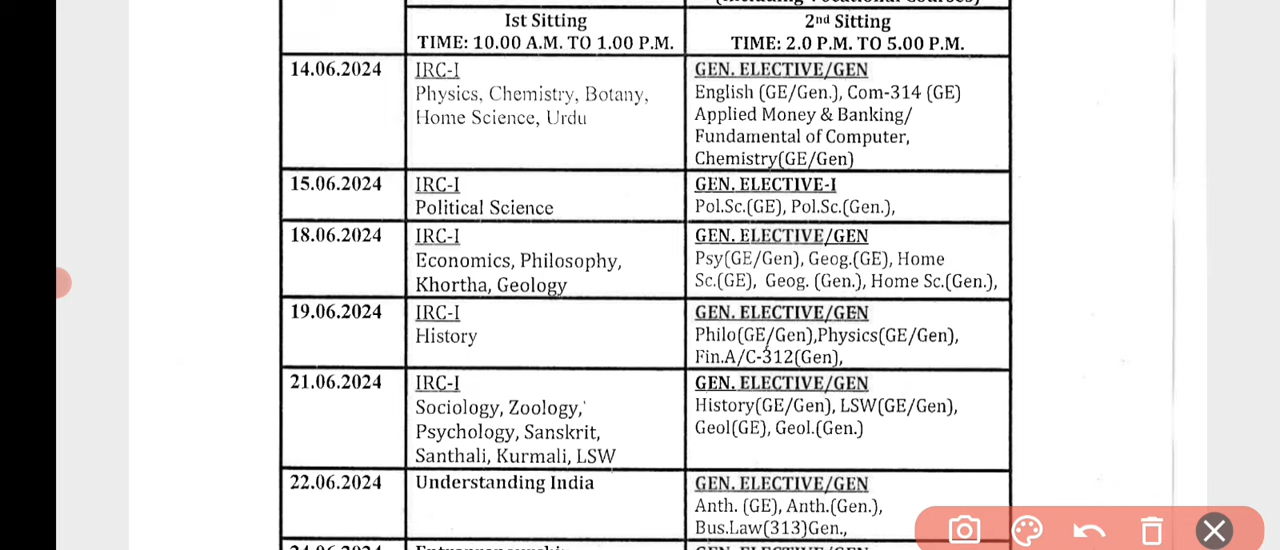 (Including Vocational Courses)
Ist Sitting
TIME: 10.00 A.M. TO 1.00 P.M.
2nd Sitting
TIME: 2.0 P.M. TO 5.00 P.M.
14.06.2024
IRC-I
Physics, Chemistry, Botany,
Home Science, Urdu
GEN. ELECTIVE/GEN
English (GE/Gen.), Com-314 (GE)
Applied Money & Banking/
Fundamental of Computer,
Chemistry(GE/Gen)
15.06.2024
IRC-I
Political Science
GEN. ELECTIVE-I
Pol.Sc.(GE), Pol.Sc.(Gen.),
18.06.2024
IRC-I
Economics, Philosophy,
Khortha, Geology
GEN. ELECTIVE/GEN
Psy(GE/Gen), Geog.(GE), Home
Sc.(GE), Geog. (Gen.), Home Sc.(Gen.),
19.06.2024
IRC-I
History
GEN. ELECTIVE/GEN
Philo(GE/Gen),Physics(GE/Gen),
Fin.A/C-312(Gen),
21.06.2024
IRC-I
Sociology, Zoology,
Psychology, Sanskrit,
Santhali, Kurmali, LSW
GEN. ELECTIVE/GEN
History(GE/Gen), LSW(GE/Gen),
Geol(GE), Geol.(Gen.)
22.06.2024
Understanding India
GEN. ELECTIVE/GEN
Anth. (GE), Anth.(Gen.),
Bus.Law(313)Gen.,